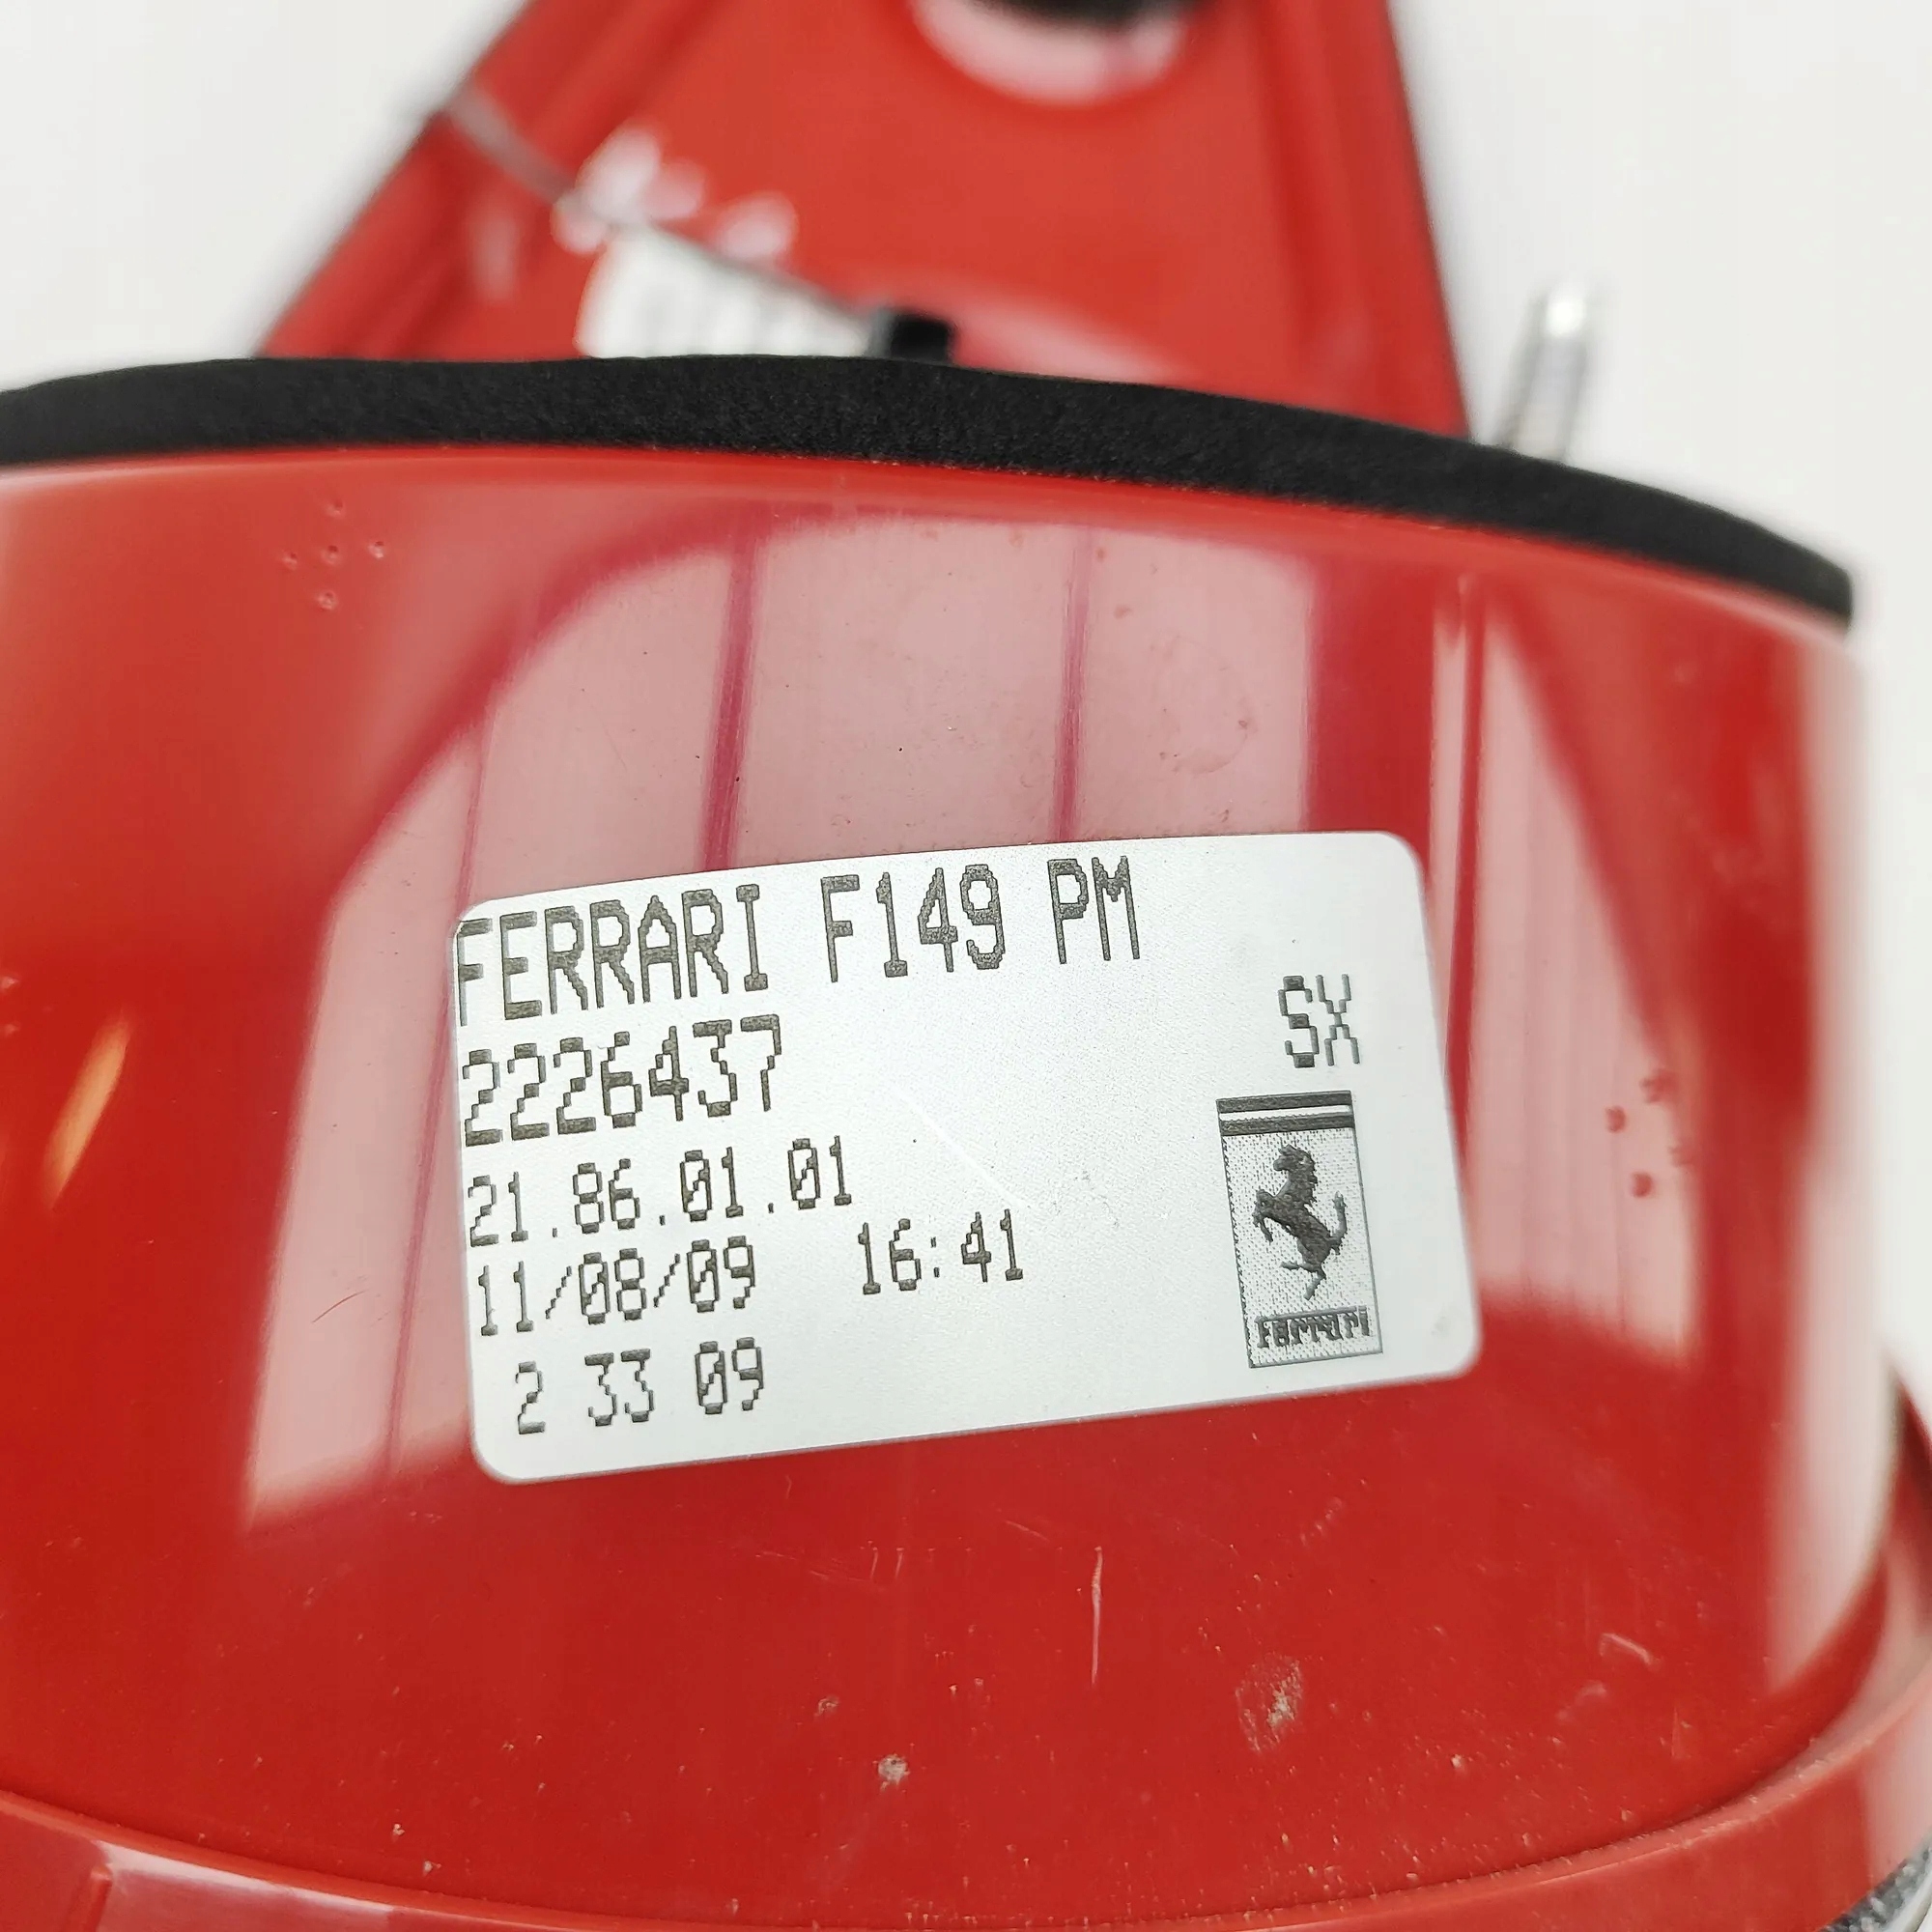 FERRARI F149 PM
SX
2226437
21.86.01.01
11/08/09 16:41
2 33 09
Ferrari